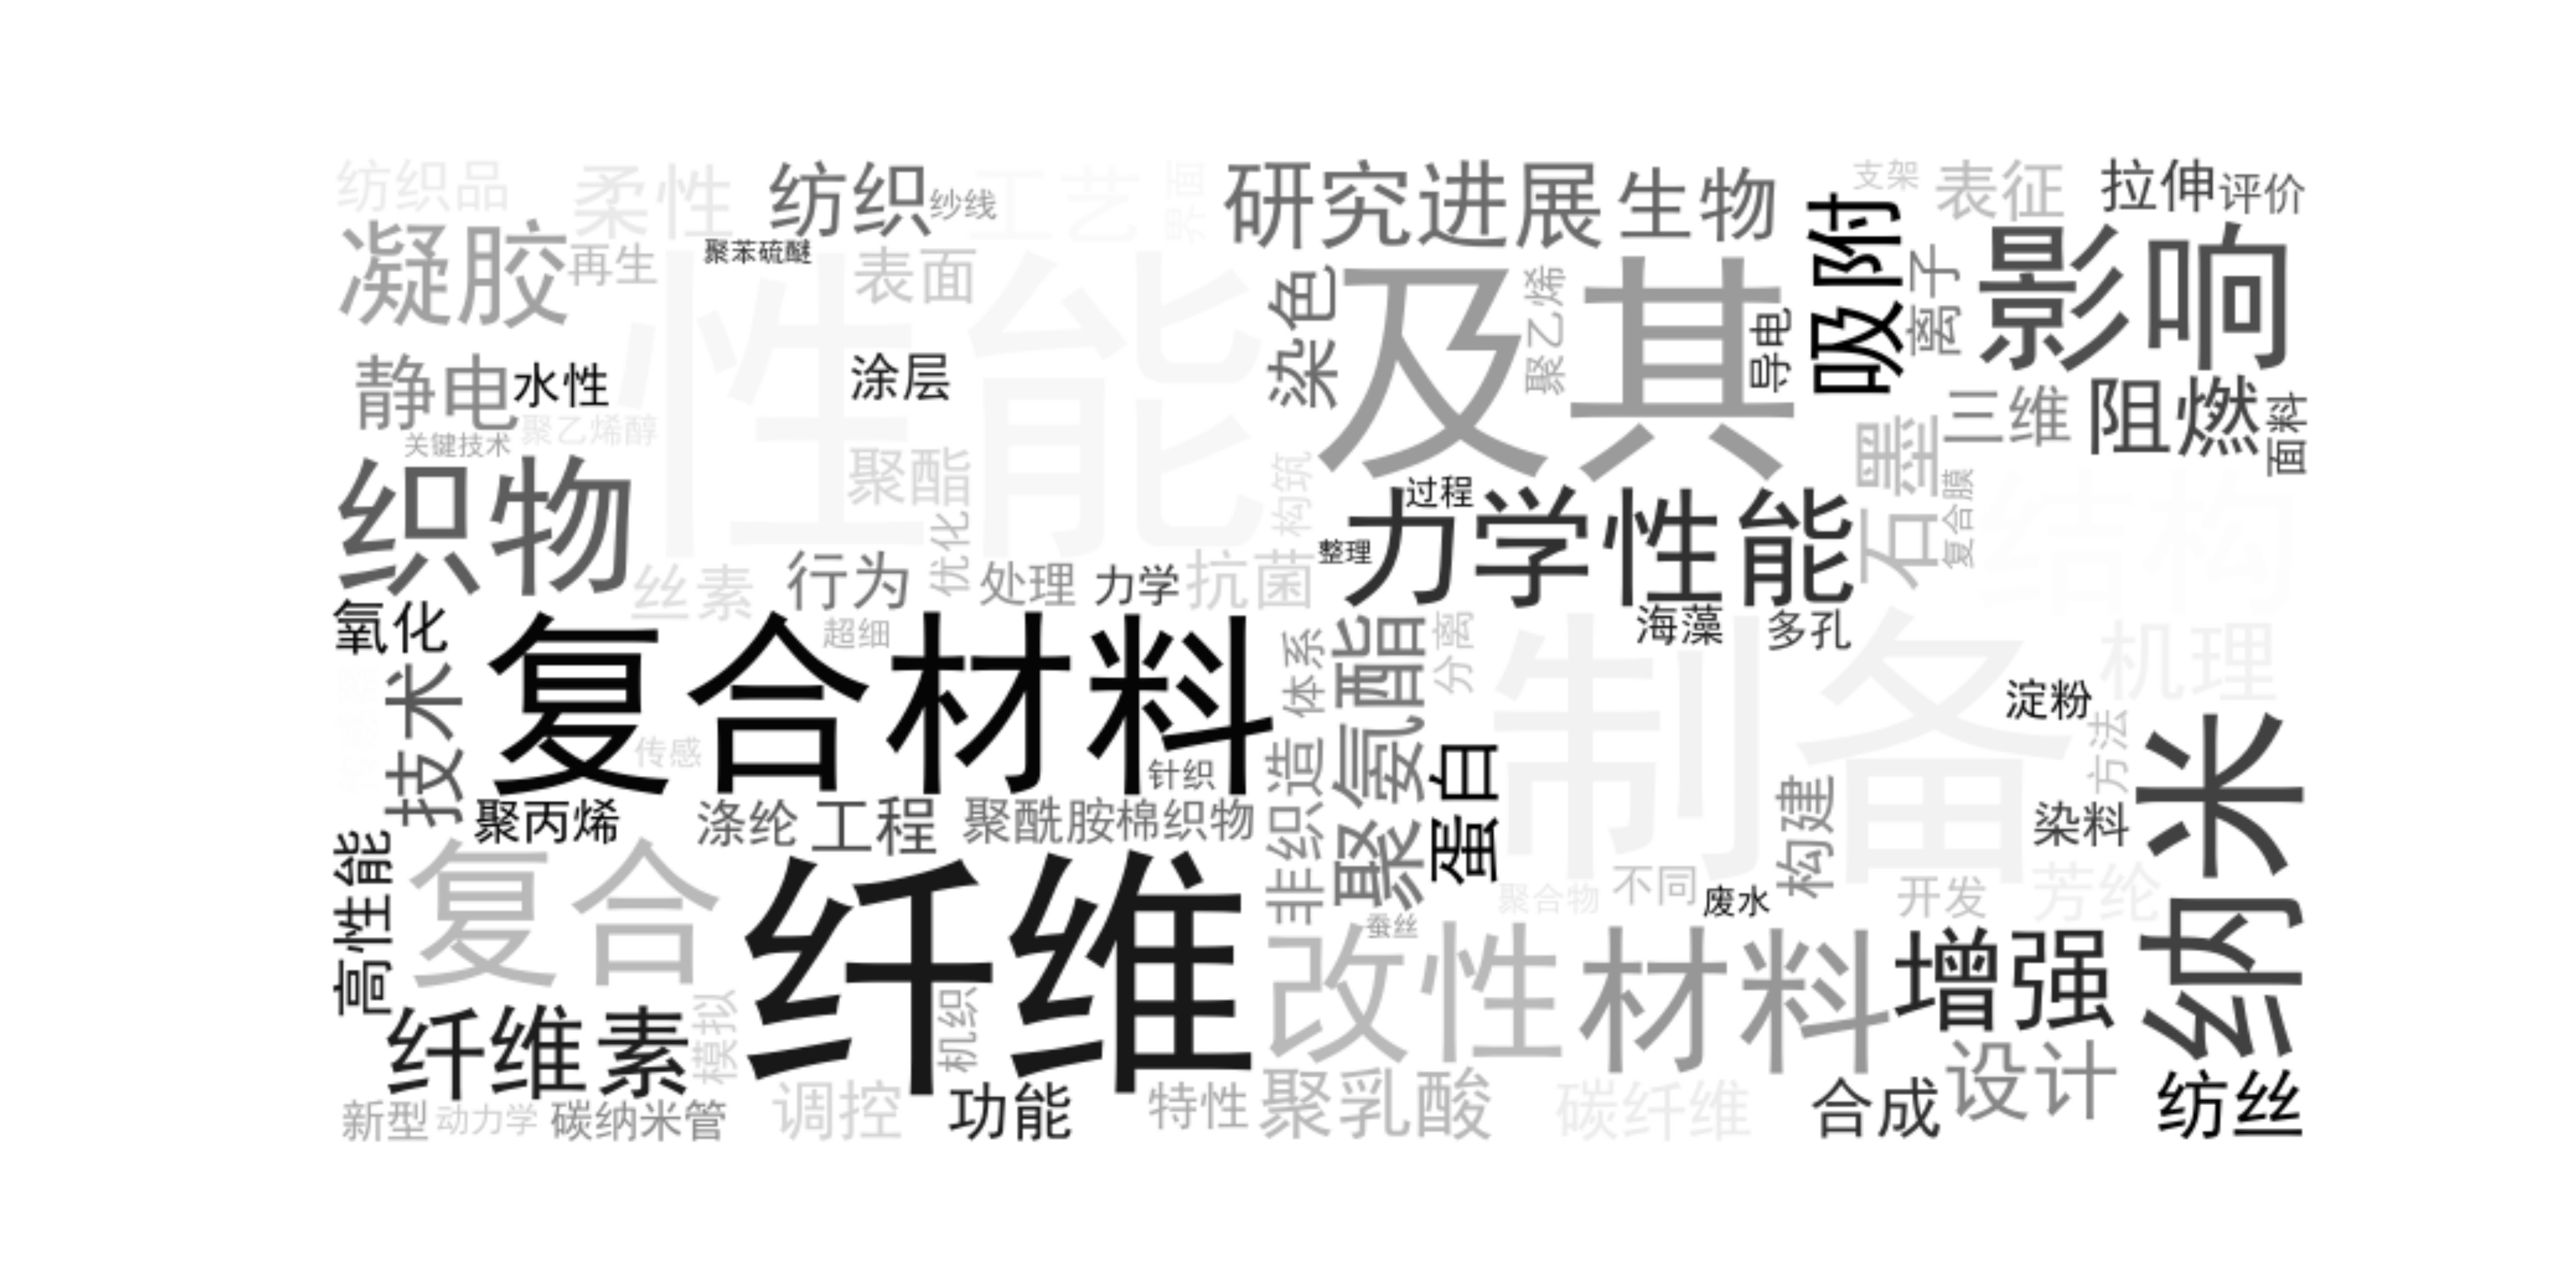 纺织品
柔性
纺织
纱线
工艺
界面
研究进展
生物
支架
表征
拉伸
评价
凝胶
再生
聚苯硫醚
表面
性能
染色
及其
聚乙烯
导电
吸附
离子
影响
静电
水性
涂层
三维
阻燃
面料
关键技术
聚乙烯醇
聚酯
构筑
石墨
复合膜
结构
织物
过程
力学性能
整理
丝素
行为
优化
处理
力学
抗菌
氧化
超细
海藻
多孔
机理
技术
复合材料
体系
聚氨酯
分离
制备
淀粉
传感
针织
非织造
蛋白
构建
方法
纳米
聚丙烯
涤纶
工程
聚酰胺
棉织物
染料
高性能
复合
纤维
聚合物
不同
废水
开发
芳纶
蚕丝
改性
材料
增强
纤维素
模拟
机织
设计
新型
动力学
碳纳米管
调控
功能
特性
聚乳酸
碳纤维
合成
纺丝